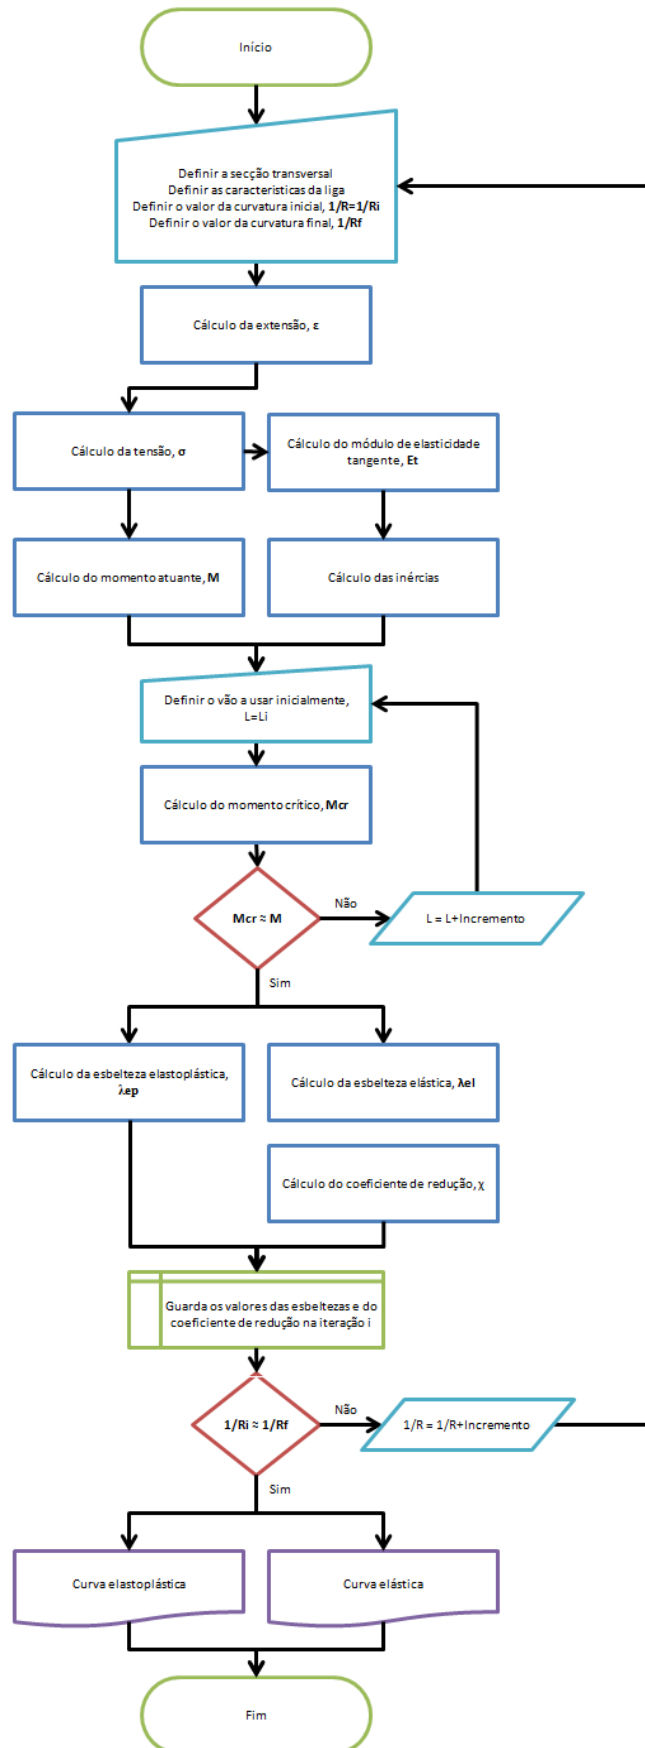 Início
Definir a secção transversal
Definir as caracteristicas da liga
Definir o valor da curvatura inicial, 1/R=1/Ri
Definir o valor da curvatura final, 1/Rf
Cálculo da extensão, ε
Cálculo da tensão, σ
Cálculo do módulo de elasticidade
tangente, Et
Cálculo do momento atuante, M
Cálculo das inércias
Definir o vão a usar inicialmente,
L=Li
Cálculo do momento crítico, Mcr
Mcr ≈ M
Não
L = L+Incremento
Sim
Cálculo da esbelteza elastoplástica,
λep
Cálculo da esbelteza elástica, λel
Cálculo do coeficiente de redução, χ
Guarda os valores das esbeltezas e do
coeficiente de redução na iteração i
1/Ri ≈ 1/Rf
Não
1/R = 1/R+Incremento
Sim
Curva elastoplástica
Curva elástica
Fim